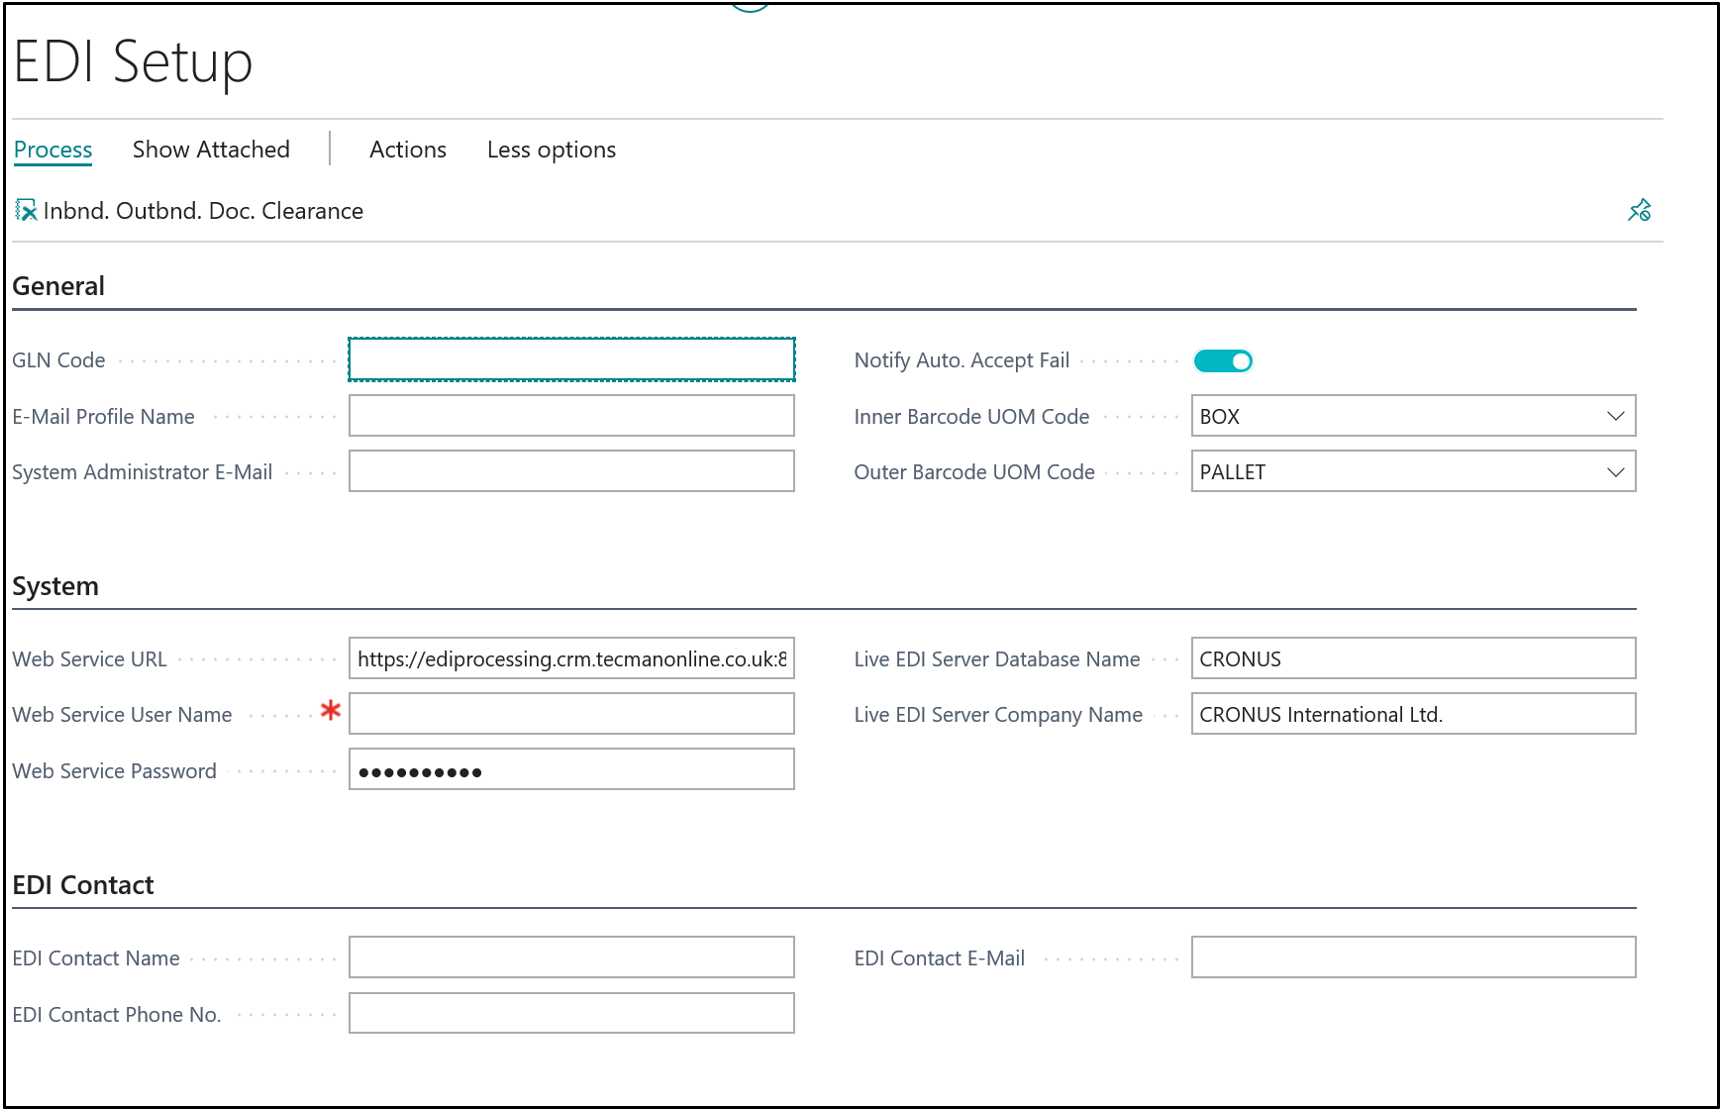 EDI Setup
Process Show Attached Actions Less options
Inbnd. Outbnd. Doc. Clearance
General
GLN Code
Notify Auto. Accept Fail
E-Mail Profile Name
Inner Barcode UOM Code BOX
System Administrator E-Mail
Outer Barcode UOM Code PALLET
System
Web Service URL https://ediprocessing.crm.tecmanonline.co.uk:8
Live EDI Server Database Name CRONUS
Web Service User Name *
Live EDI Server Company Name CRONUS International Ltd.
Web Service Password ●●●●●●●●●●
EDI Contact
EDI Contact Name
EDI Contact E-Mail
EDI Contact Phone No.